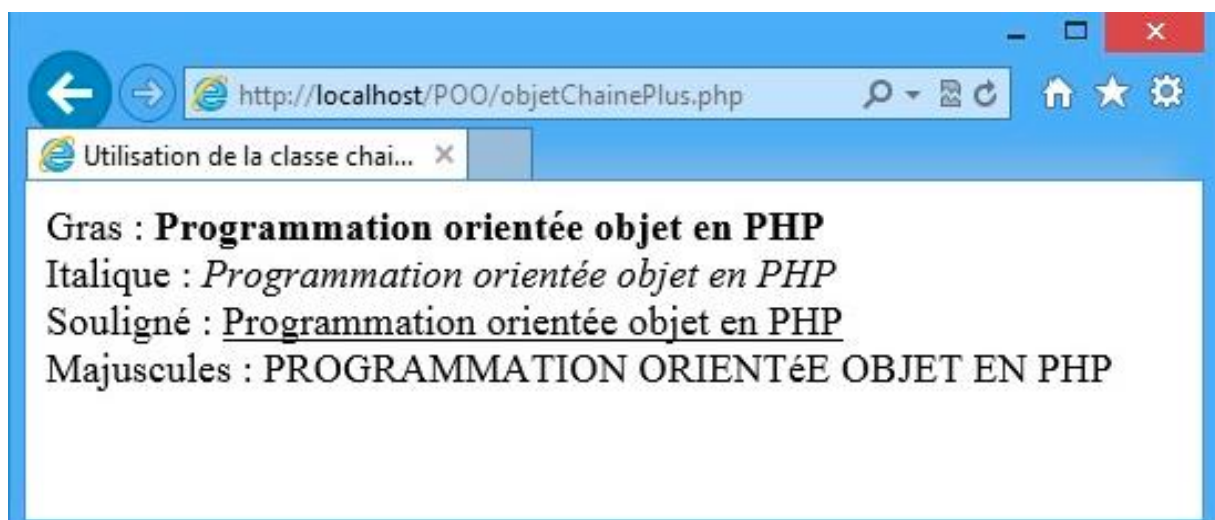 http://localhost/POO/objetChainePlus.php
Utilisation de la classe chai...
Gras : Programmation orientée objet en PHP
Italique : Programmation orientée objet en PHP
Souligné : Programmation orientée objet en PHP
Majuscules : PROGRAMMATION ORIENTéE OBJET EN PHP